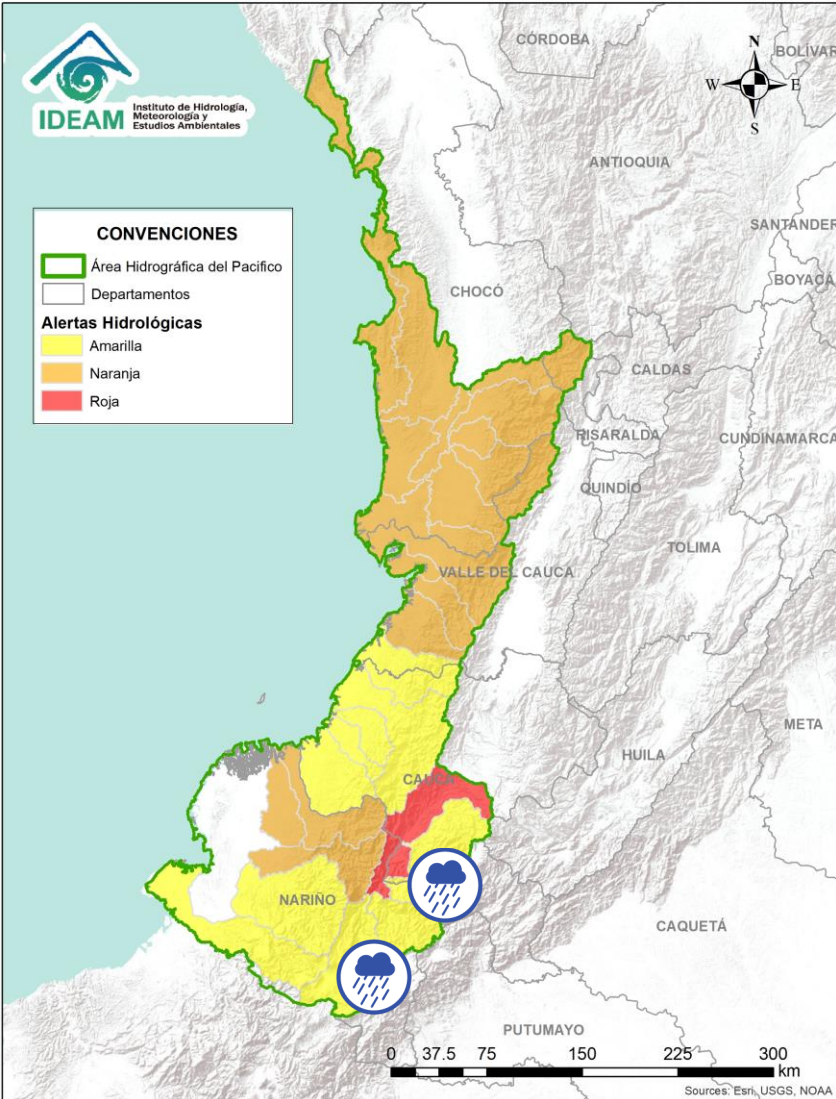 IDEAM
Instituto de Hidrología,
Meteorología y
Estudios Ambientales
CÓRDOBA
BOLÍVAR
N
W
E
S
ANTIOQUIA
SANTANDER
BOYACÁ
CONVENCIONES
Área Hidrográfica del Pacifico
Departamentos
Alertas Hidrológicas
Amarilla
Naranja
Roja
CHOCÓ
CALDAS
RISARALDA
CUNDINAMARCA
QUINDÍO
TOLIMA
VALLE DEL CAUCA
META
HUILA
CAUCA
NARIÑO
CAQUETÁ
PUTUMAYO
0 37.5 75 150 225 300
km
Sources: Esri, USGS, NOAA